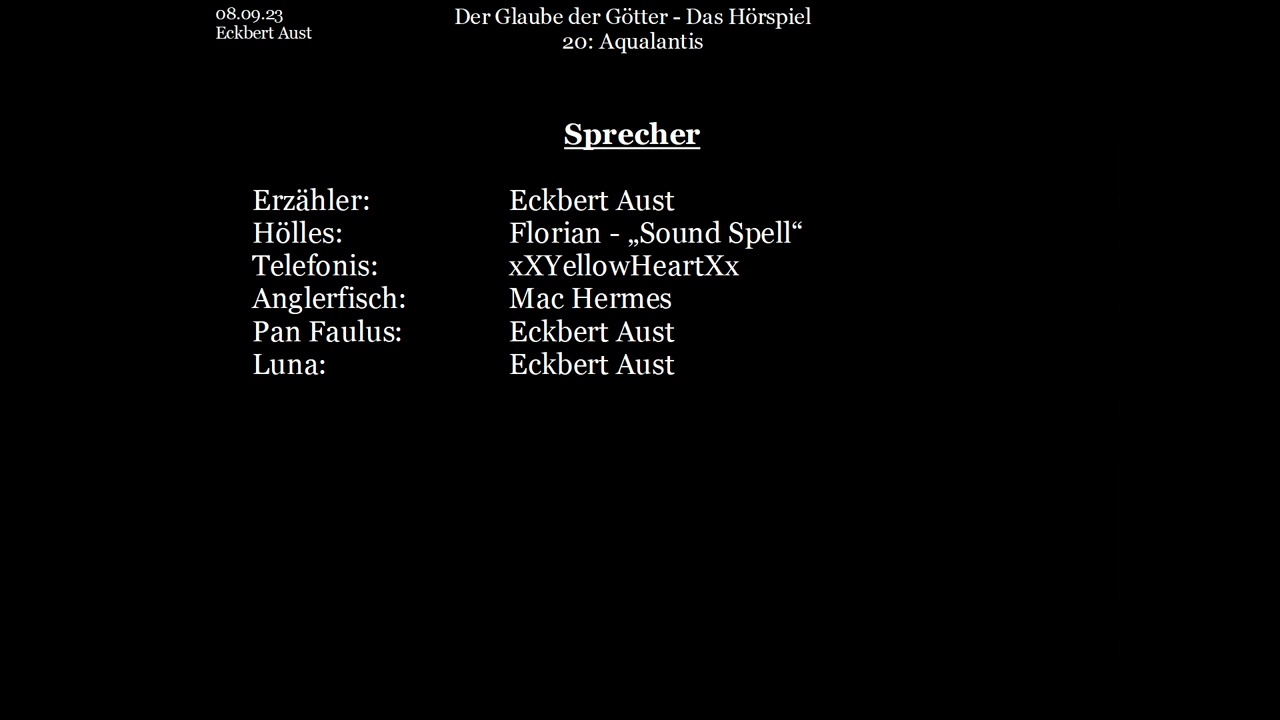 08.09.23
Eckbert Aust
Der Glaube der Götter - Das Hörspiel
20: Aqualantis
Sprecher
Erzähler: Eckbert Aust
Hölles: Florian - „Sound Spell“
Telefonis: xXYellowHeartXx
Anglerfisch: Mac Hermes
Pan Faulus: Eckbert Aust
Luna: Eckbert Aust